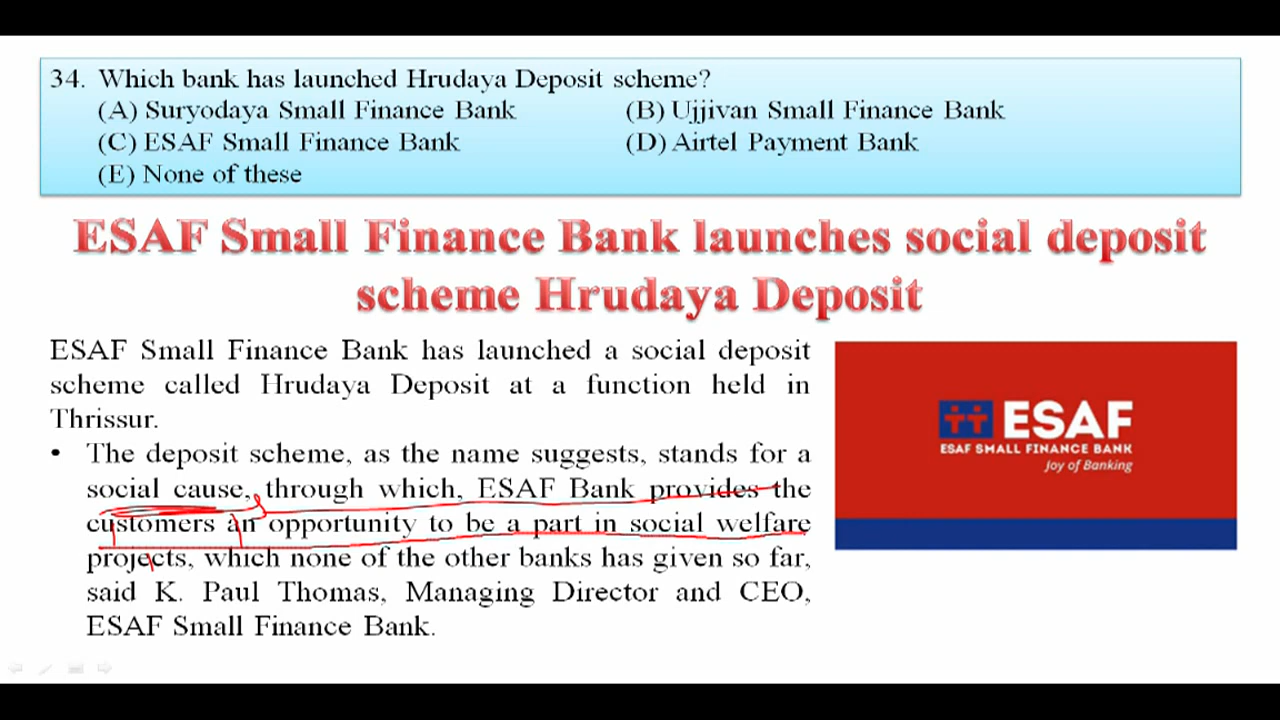 34. Which bank has launched Hrudaya Deposit scheme?
(A) Suryodaya Small Finance Bank (B) Ujjivan Small Finance Bank
(C) ESAF Small Finance Bank (D) Airtel Payment Bank
(E) None of these
ESAF Small Finance Bank launches social deposit
scheme Hrudaya Deposit
ESAF Small Finance Bank has launched a social deposit
scheme called Hrudaya Deposit at a function held in
Thrissur.
• The deposit scheme, as the name suggests, stands for a
social cause, through which, ESAF Bank provides the
customers an opportunity to be a part in social welfare
projects, which none of the other banks has given so far,
said K. Paul Thomas, Managing Director and CEO,
ESAF Small Finance Bank.
ESAF
ESAF SMALL FINANCE BANK
Joy of Banking